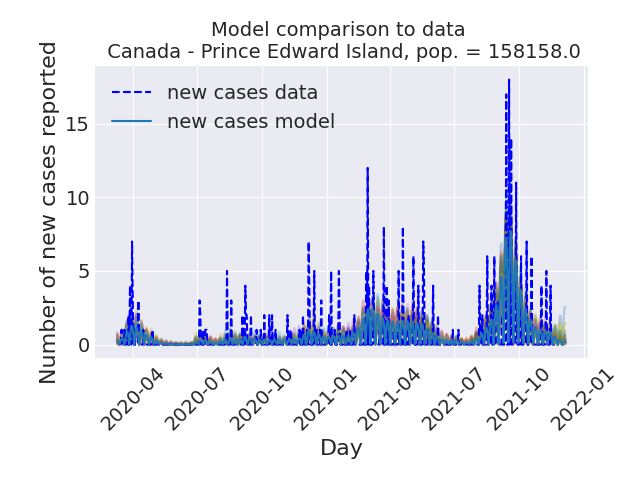 Model comparison to data
Canada - Prince Edward Island, pop. = 158158.0
Number of new cases reported
new cases data
new cases model
15
10
5
0
2020-04
2020-07
2020-10
2021-01
2021-04
2021-07
2021-10
2022-01
Day